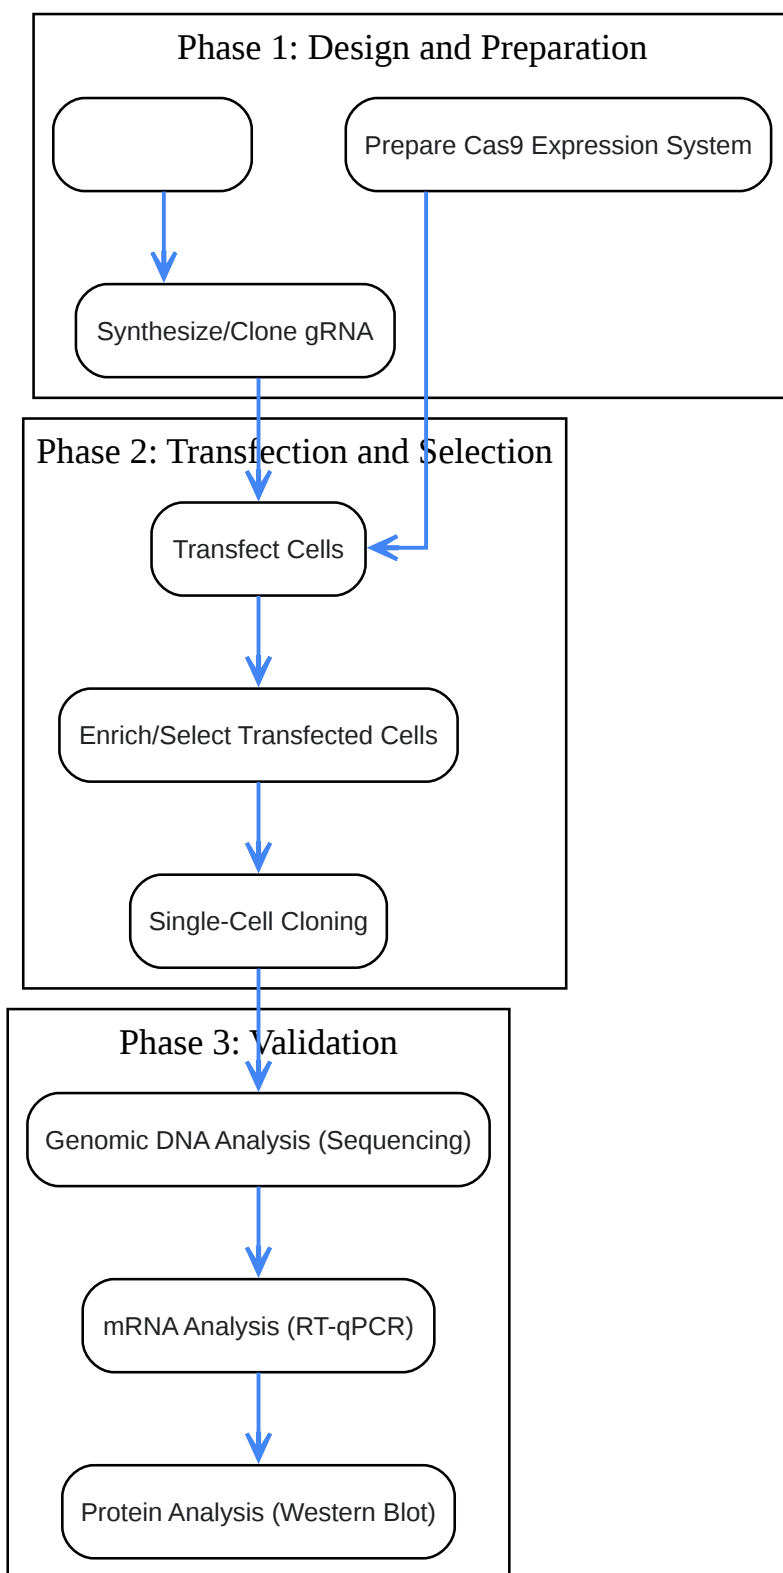 Phase 1: Design and Preparation
Prepare Cas9 Expression System
Synthesize/Clone gRNA
Phase 2: Transfection and Selection
Transfect Cells
Enrich/Select Transfected Cells
Single-Cell Cloning
Phase 3: Validation
Genomic DNA Analysis (Sequencing)
mRNA Analysis (RT-qPCR)
Protein Analysis (Western Blot)